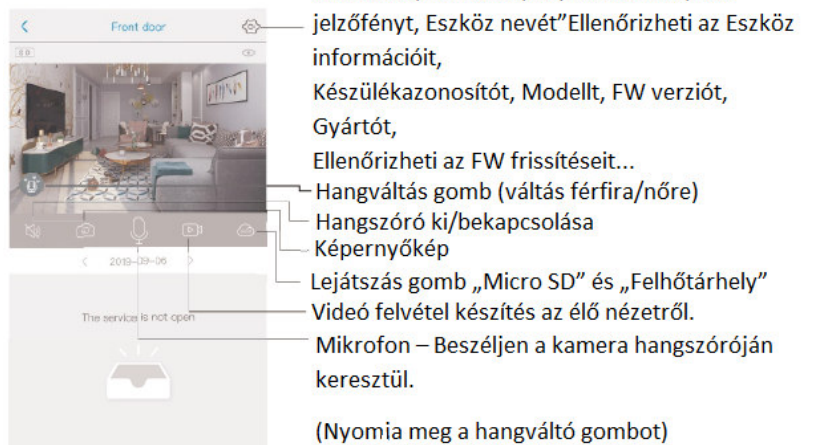 Front door
jelzőfényt, Eszköz nevét”Ellenőrizheti az Eszköz
információit,
Készülékazonosítót, Modellt, FW verziót,
Gyártót,
Ellenőrizheti az FW frissítéseit...
Hangváltás gomb (váltás férfira/nőre)
Hangszóró ki/bekapcsolása
Képernyőkép
2019-09-06
Lejátszás gomb „Micro SD” és „Felhőtárhely”
The service is not open
Videó felvétel készítés az élő nézetről.
Mikrofon – Beszéljen a kamera hangszóróján
keresztül.
(Nyomia meg a hangváltó gombot)